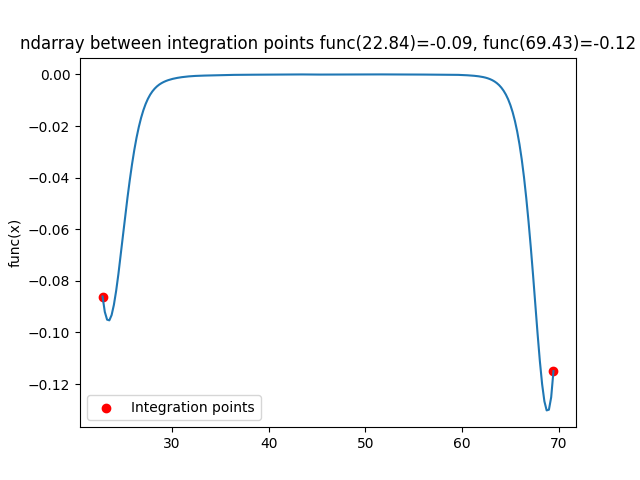 ndarray between integration points func(22.84)=-0.09, func(69.43)=-0.12
0.00
−0.02
−0.04
−0.06
−0.08
−0.10
−0.12
func(x)
Integration points
30 40 50 60 70